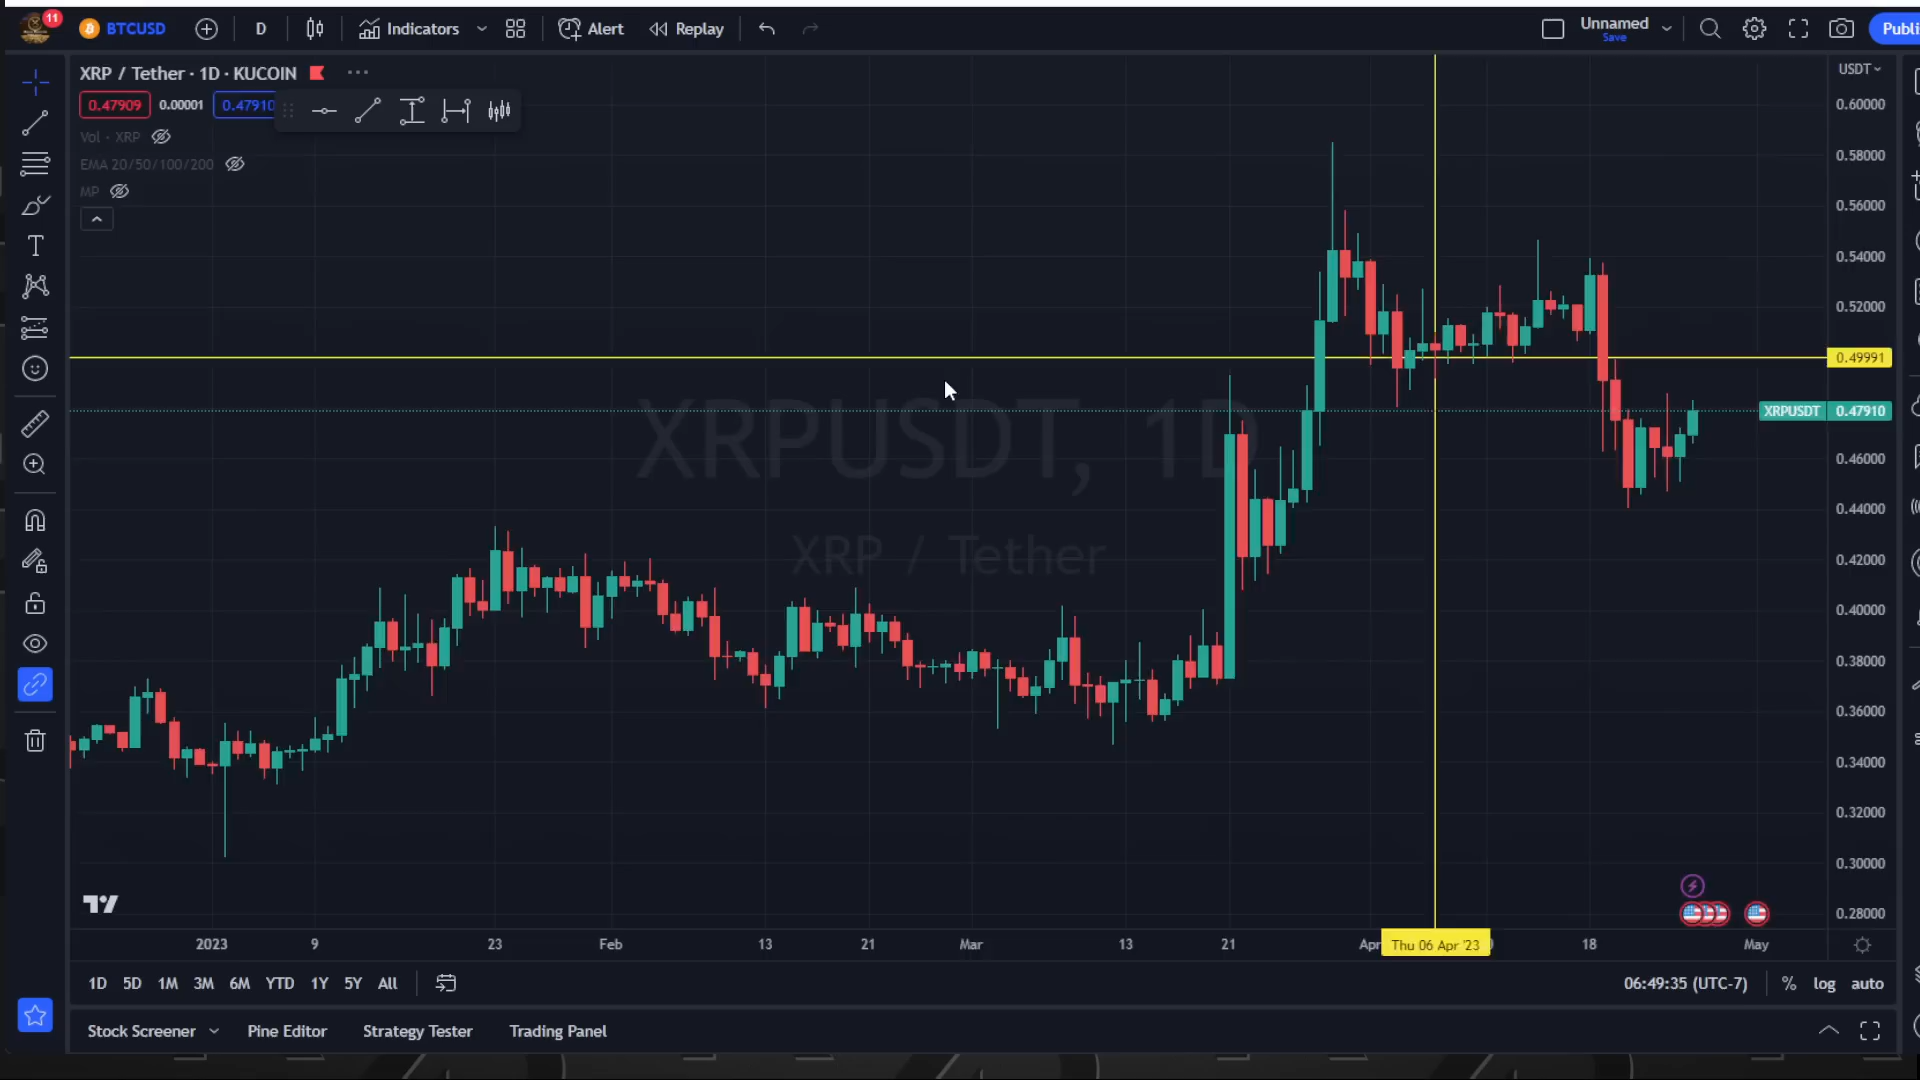 11
BTCUSD
D
Indicators
Alert
Replay
Unnamed
Save
XRP / Tether · 1D · KUCOIN
USDT
0.47909
0.00001
0.47910
Vol · XRP
EMA 20/50/100/200
MP
0.60000
0.58000
0.56000
0.54000
0.52000
0.49991
XRPUSDT
0.47910
0.46000
0.44000
0.42000
0.40000
0.38000
0.36000
0.34000
0.32000
0.30000
0.28000
XRPUSDT, 1D
XRP / Tether
2023
9
23
Feb
13
21
Mar
13
21
Apr
Thu 06 Apr '23
18
May
1D
5D
1M
3M
6M
YTD
1Y
5Y
All
06:49:35 (UTC-7)
%
log
auto
Stock Screener
Pine Editor
Strategy Tester
Trading Panel